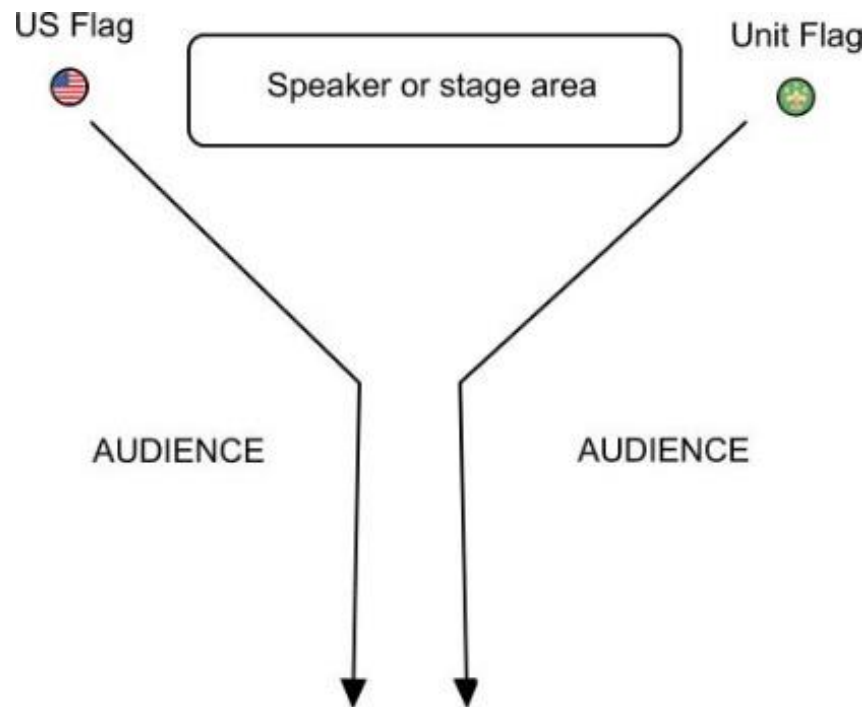 US Flag
Unit Flag
Speaker or stage area
AUDIENCE
AUDIENCE